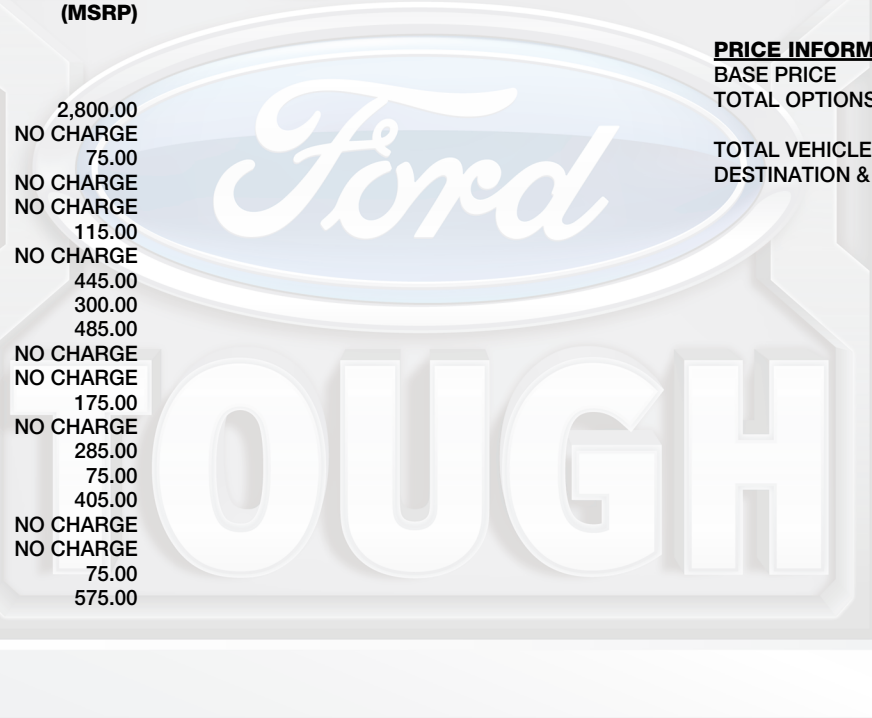 (MSRP)
2,800.00
NO CHARGE
75.00
NO CHARGE
NO CHARGE
115.00
NO CHARGE
445.00
300.00
485.00
NO CHARGE
NO CHARGE
175.00
NO CHARGE
285.00
75.00
405.00
NO CHARGE
NO CHARGE
75.00
575.00
PRICE INFORM
BASE PRICE
TOTAL OPTIONS
TOTAL VEHICLE
DESTINATION &
Ford
TOUGH